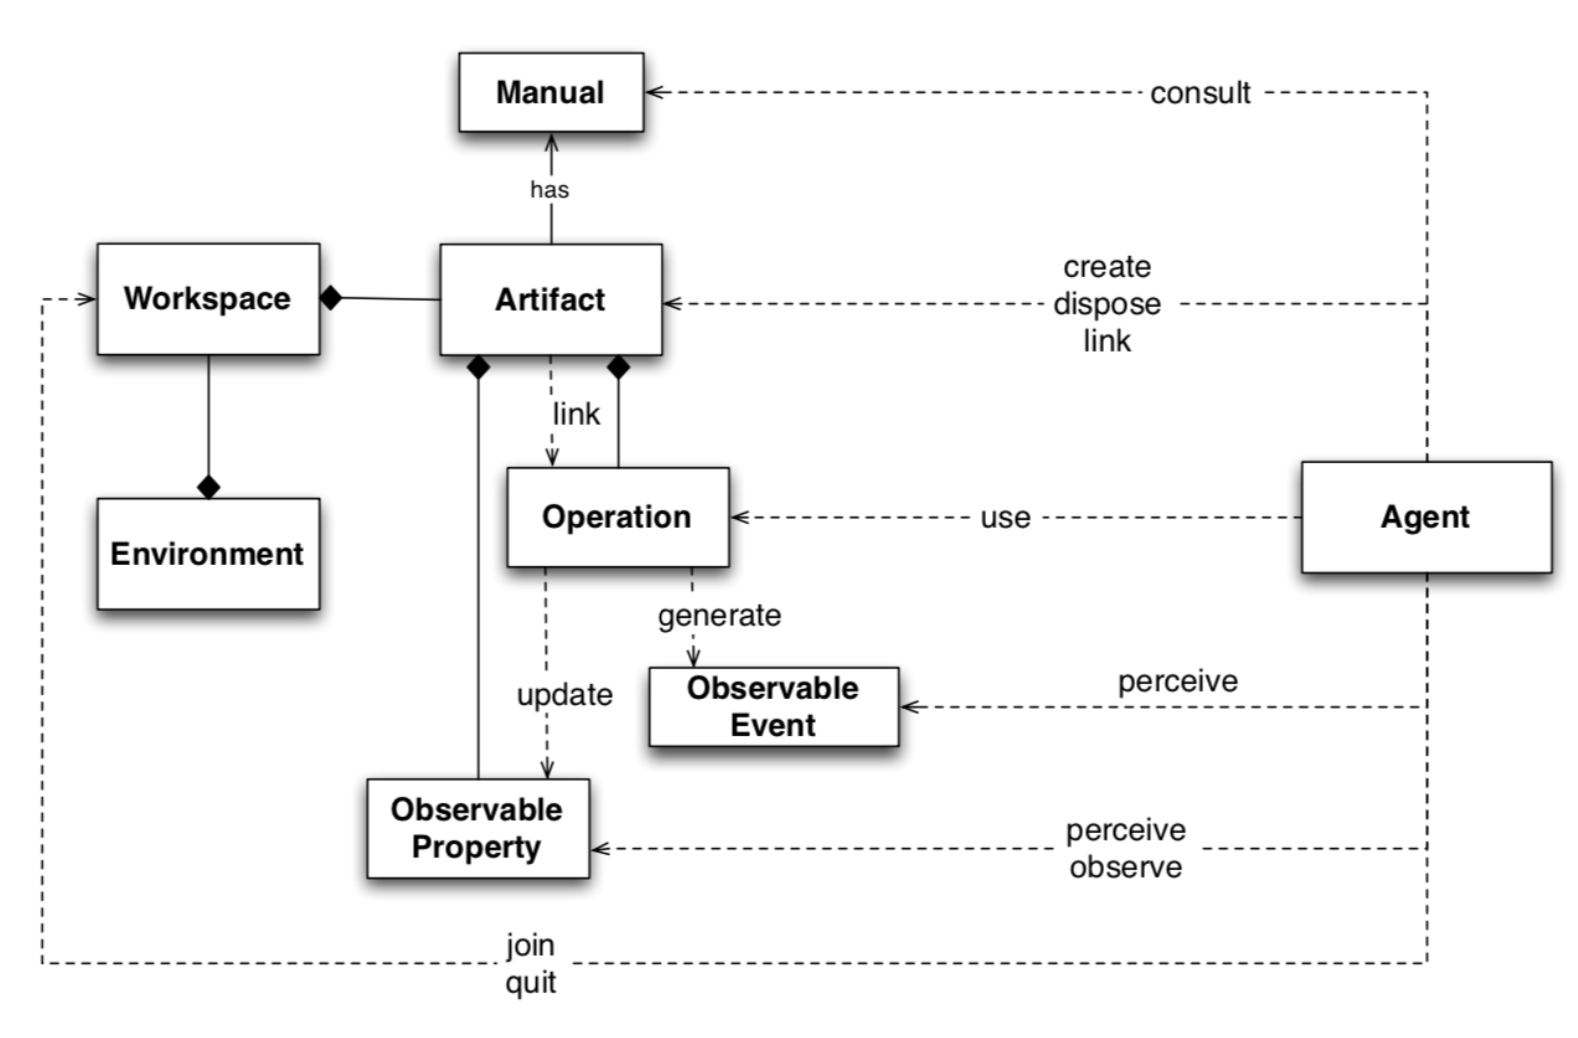 Manual
consult
has
create
dispose
link
Workspace
Artifact
link
Operation
use
Agent
Environment
generate
update
Observable
Event
perceive
Observable
Property
perceive
observe
join
quit